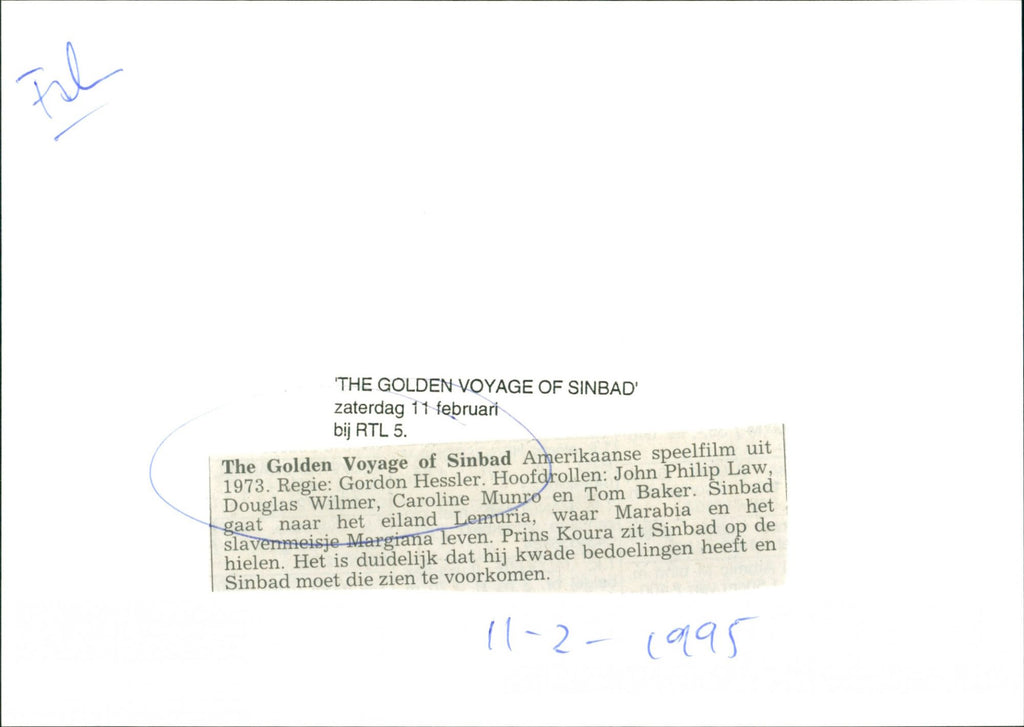 'THE GOLDEN VOYAGE OF SINBAD'
zaterdag 11 februari
bij RTL 5.
The Golden Voyage of Sinbad Amerikaanse speelfilm uit
1973. Regie: Gordon Hessler. Hoofdrollen: John Philip Law,
Douglas Wilmer, Caroline Munro en Tom Baker. Sinbad
gaat naar het eiland Lemuria, waar Marabia en het
slavenmeisje Margiana leven. Prins Koura zit Sinbad op de
hielen. Het is duidelijk dat hij kwade bedoelingen heeft en
Sinbad moet die zien te voorkomen.
11-2-1995